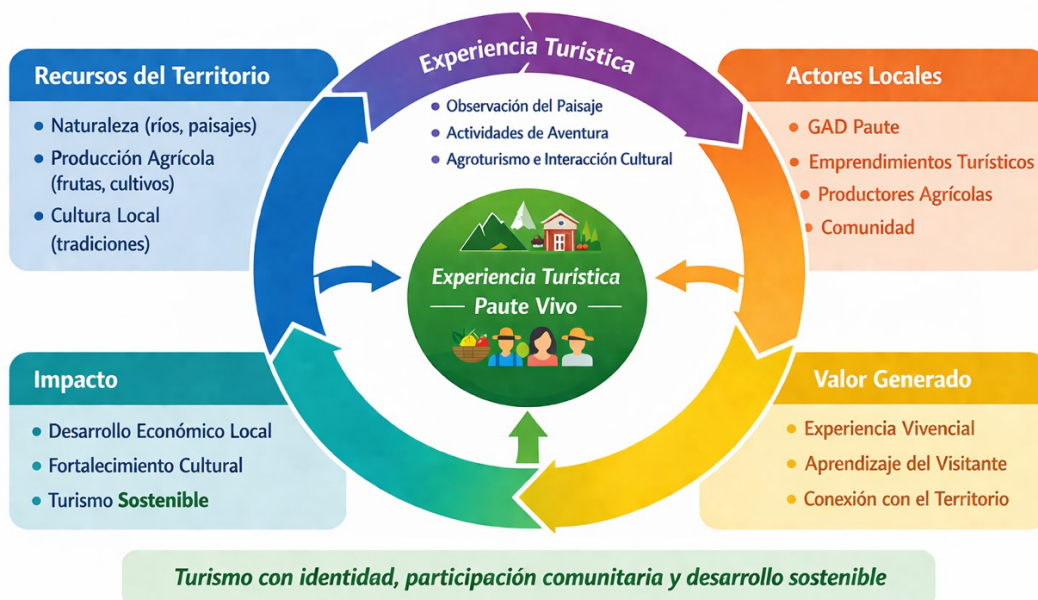 Experiencia Turística
Recursos del Territorio
Naturaleza (ríos, paisajes)
Producción Agrícola
(frutas, cultivos)
Cultura Local
(tradiciones)
Observación del Paisaje
Actividades de Aventura
Agroturismo e Interacción Cultural
Actores Locales
GAD Paute
Emprendimientos Turísticos
Productores Agrícolas
Comunidad
Experiencia Turística
Paute Vivo
Impacto
Desarrollo Económico Local
Fortalecimiento Cultural
Turismo Sostenible
Valor Generado
Experiencia Vivencial
Aprendizaje del Visitante
Conexión con el Territorio
Turismo con identidad, participación comunitaria y desarrollo sostenible